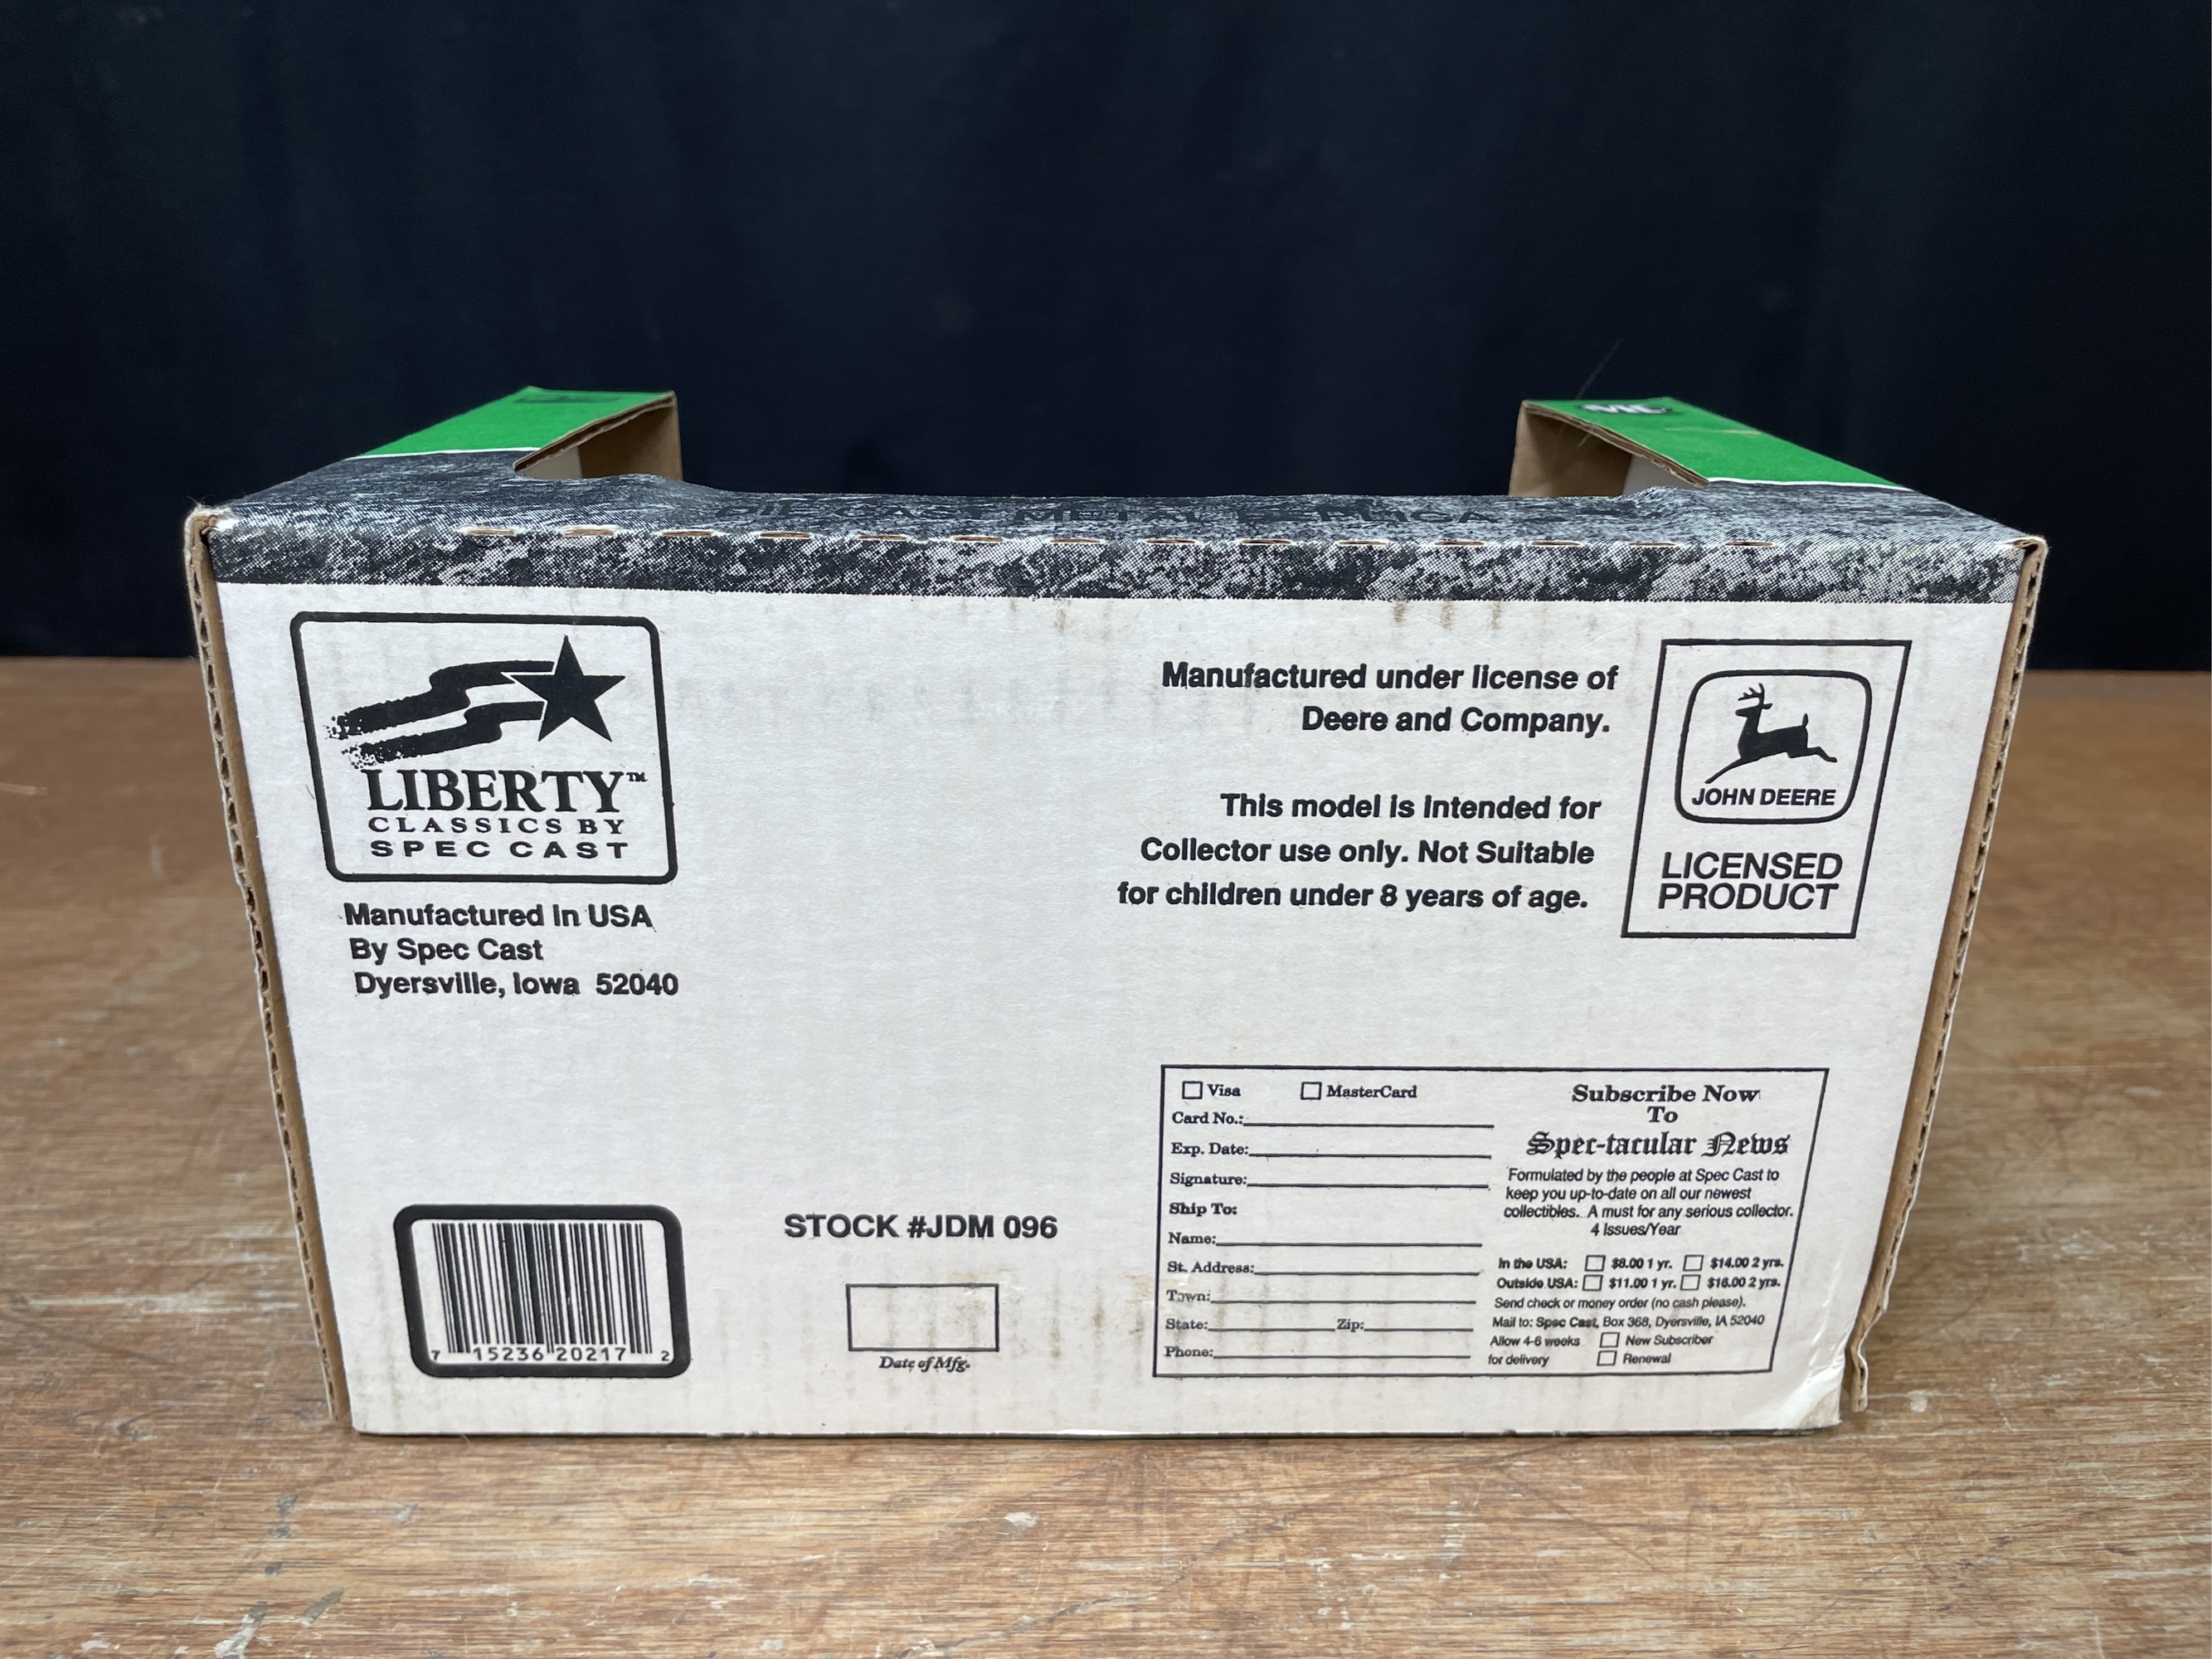 DIE CAST METAL REPLICA
LIBERTY™
CLASSICS BY
SPEC CAST
Manufactured in USA
By Spec Cast
Dyersville, Iowa 52040
Manufactured under license of
Deere and Company.
This model is intended for
Collector use only. Not Suitable
for children under 8 years of age.
JOHN DEERE
LICENSED
PRODUCT
7 15236 20217 2
STOCK #JDM 096
Date of Mfg.
Visa MasterCard
Card No.:
Exp. Date:
Signature:
Ship To:
Name:
St. Address:
Town:
State: Zip:
Phone:
Subscribe Now
To
Spec-tacular News
Formulated by the people at Spec Cast to
keep you up-to-date on all our newest
collectibles. A must for any serious collector.
4 Issues/Year
In the USA: $8.00 1 yr. $14.00 2 yrs.
Outside USA: $11.00 1 yr. $16.00 2 yrs.
Send check or money order (no cash please).
Mail to: Spec Cast, Box 368, Dyersville, IA 52040
Allow 4-6 weeks New Subscriber
for delivery Renewal